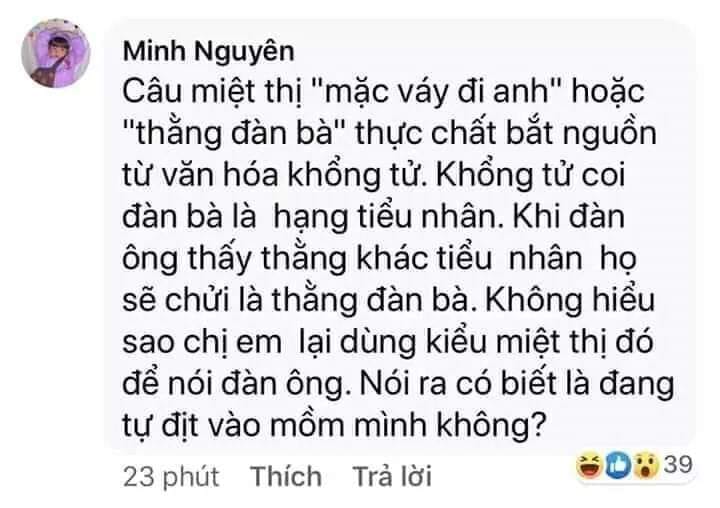 Minh Nguyên
Câu miệt thị "mặc váy đi anh" hoặc
"thằng đàn bà" thực chất bắt nguồn
từ văn hóa khổng tử. Khổng tử coi
đàn bà là hạng tiểu nhân. Khi đàn
ông thấy thằng khác tiểu nhân họ
sẽ chửi là thằng đàn bà. Không hiểu
sao chị em lại dùng kiểu miệt thị đó
để nói đàn ông. Nói ra có biết là đang
tự địt vào mồm mình không?
23 phút Thích Trả lời 39